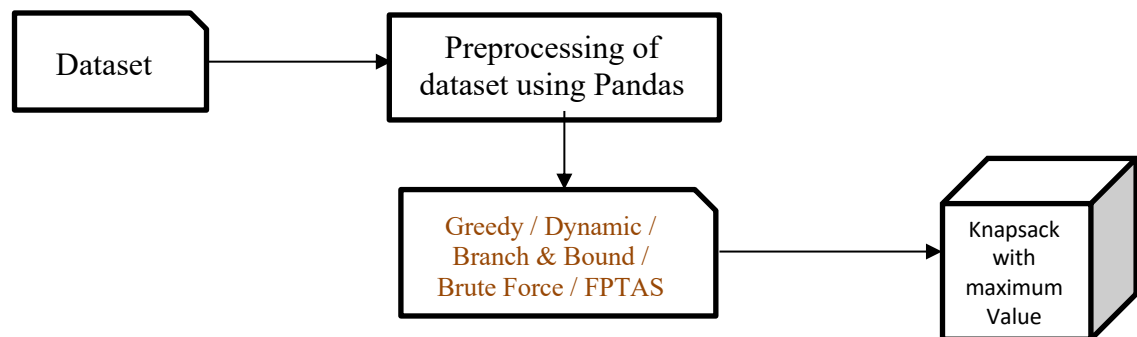 Dataset
Preprocessing of
dataset using Pandas
Greedy / Dynamic /
Branch & Bound /
Brute Force / FPTAS
Knapsack
with
maximum
Value